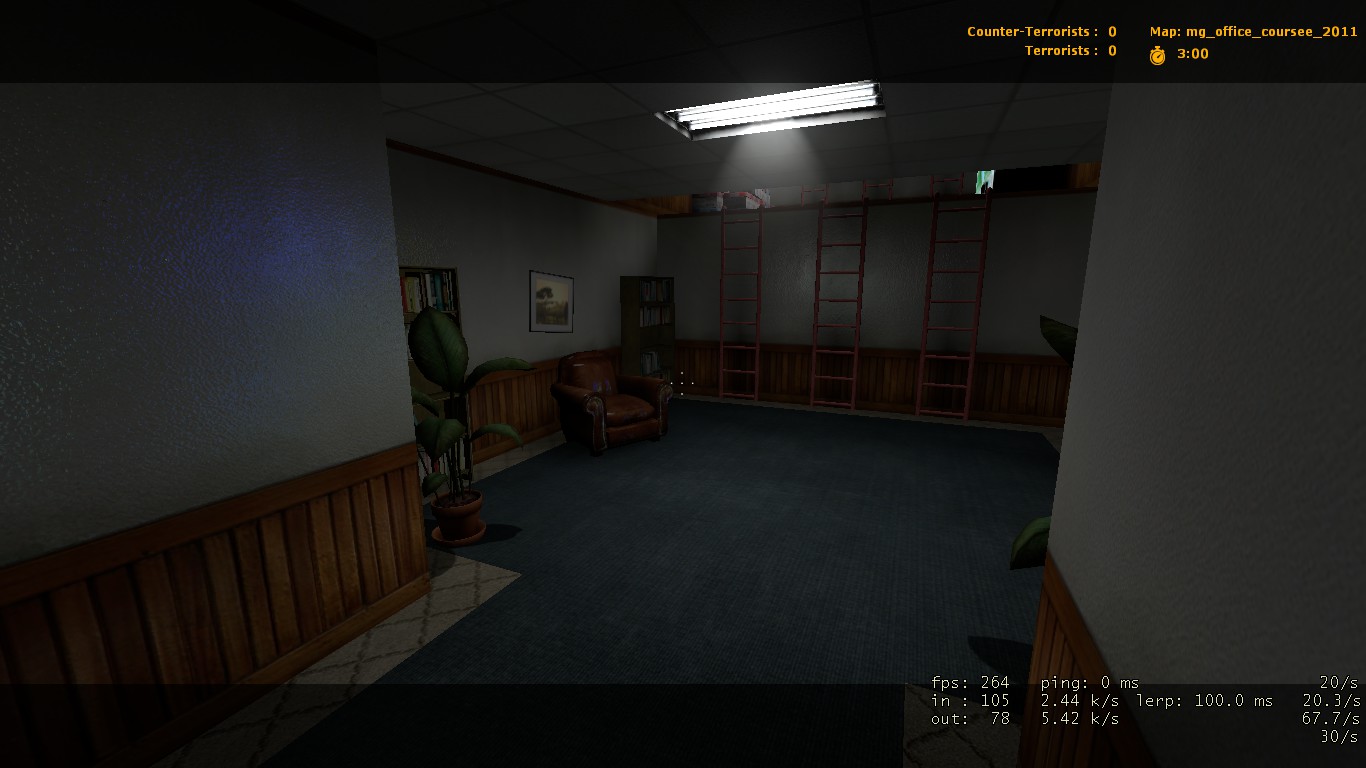 Counter-Terrorists : 0 Map: mg_office_coursee_2011
Terrorists : 0 3:00
fps: 264 ping: 0 ms 20/s
in : 105 2.44 k/s lerp: 100.0 ms 20.3/s
out: 78 5.42 k/s 67.7/s
30/s